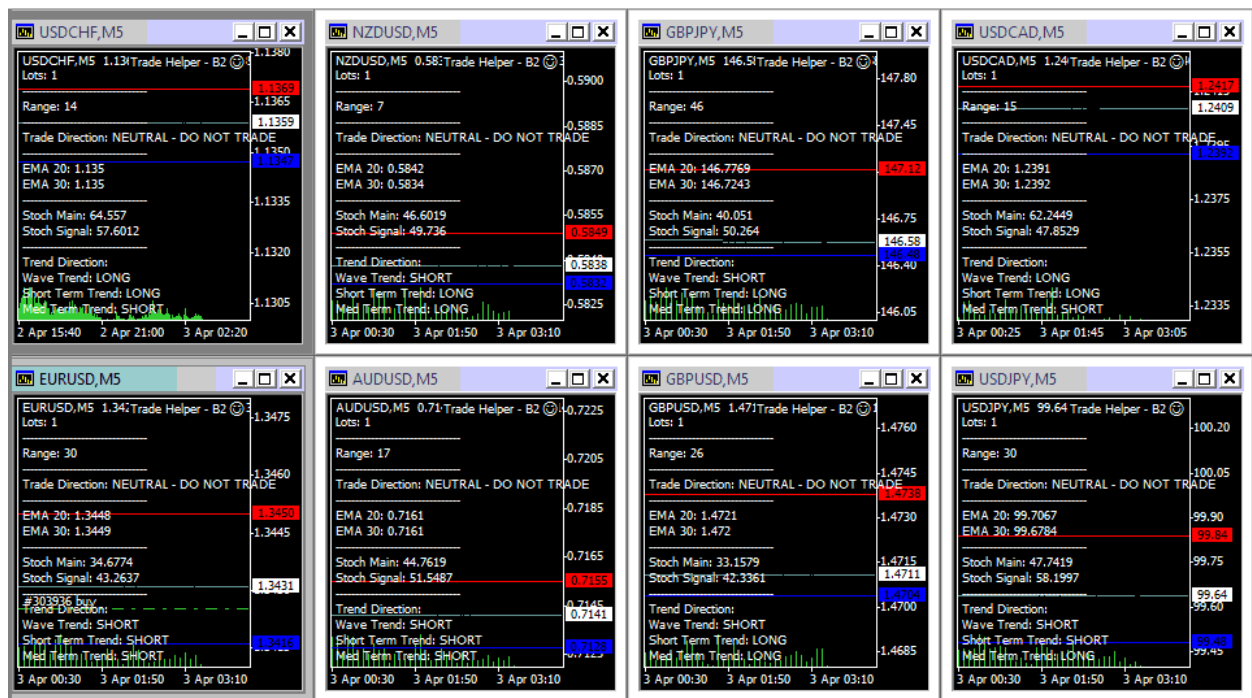 USDCHF,M5
USDCHF,M5 1.13 Trade Helper - B2
Lots: 1
Range: 14
Trade Direction: NEUTRAL - DO NOT TRADE
EMA 20: 1.135
EMA 30: 1.135
Stoch Main: 64.557
Stoch Signal: 57.6012
Trend Direction:
Wave Trend: LONG
Short Term Trend: LONG
Med Term Trend: SHORT
1.1380
1.1369
1.1365
1.1359
1.1350
1.1347
1.1335
1.1320
1.1305
2 Apr 15:40 2 Apr 21:00 3 Apr 02:20
NZDUSD,M5
NZDUSD,M5 0.58 Trade Helper - B2
Lots: 1
Range: 7
Trade Direction: NEUTRAL - DO NOT TRADE
EMA 20: 0.5842
EMA 30: 0.5834
Stoch Main: 46.6019
Stoch Signal: 49.736
Trend Direction:
Wave Trend: SHORT
Short Term Trend: LONG
Med Term Trend: LONG
0.5900
0.5885
0.5870
0.5855
0.5849
0.5838
0.5832
0.5825
3 Apr 00:30 3 Apr 01:50 3 Apr 03:10
GBPJPY,M5
GBPJPY,M5 146.5 Trade Helper - B2
Lots: 1
Range: 46
Trade Direction: NEUTRAL - DO NOT TRADE
EMA 20: 146.7769
EMA 30: 146.7243
Stoch Main: 40.051
Stoch Signal: 50.264
Trend Direction:
Wave Trend: SHORT
Short Term Trend: LONG
Med Term Trend: LONG
147.80
147.45
147.12
146.75
146.58
146.48
146.40
146.05
3 Apr 00:30 3 Apr 01:50 3 Apr 03:10
USDCAD,M5
USDCAD,M5 1.24 Trade Helper - B2
Lots: 1
Range: 15
Trade Direction: NEUTRAL - DO NOT TRADE
EMA 20: 1.2391
EMA 30: 1.2392
Stoch Main: 62.2449
Stoch Signal: 47.8529
Trend Direction:
Wave Trend: LONG
Short Term Trend: LONG
Med Term Trend: SHORT
1.2417
1.2409
1.2392
1.2375
1.2355
1.2335
3 Apr 00:25 3 Apr 01:45 3 Apr 03:05
EURUSD,M5
EURUSD,M5 1.34 Trade Helper - B2
Lots: 1
Range: 30
Trade Direction: NEUTRAL - DO NOT TRADE
EMA 20: 1.3448
EMA 30: 1.3449
Stoch Main: 34.6774
Stoch Signal: 43.2637
#303936 buy
Trend Direction:
Wave Trend: SHORT
Short Term Trend: SHORT
Med Term Trend: SHORT
1.3475
1.3460
1.3450
1.3445
1.3431
1.3416
3 Apr 00:30 3 Apr 01:50 3 Apr 03:10
AUDUSD,M5
AUDUSD,M5 0.71 Trade Helper - B2
Lots: 1
Range: 17
Trade Direction: NEUTRAL - DO NOT TRADE
EMA 20: 0.7161
EMA 30: 0.7161
Stoch Main: 44.7619
Stoch Signal: 51.5487
Trend Direction:
Wave Trend: SHORT
Short Term Trend: SHORT
Med Term Trend: SHORT
0.7225
0.7205
0.7185
0.7165
0.7155
0.7145
0.7141
0.7128
3 Apr 00:30 3 Apr 01:50 3 Apr 03:10
GBPUSD,M5
GBPUSD,M5 1.471 Trade Helper - B2
Lots: 1
Range: 26
Trade Direction: NEUTRAL - DO NOT TRADE
EMA 20: 1.4721
EMA 30: 1.472
Stoch Main: 33.1579
Stoch Signal: 42.3361
Trend Direction:
Wave Trend: SHORT
Short Term Trend: LONG
Med Term Trend: LONG
1.4760
1.4745
1.4738
1.4730
1.4715
1.4711
1.4704
1.4700
1.4685
3 Apr 00:30 3 Apr 01:50 3 Apr 03:10
USDJPY,M5
USDJPY,M5 99.64 Trade Helper - B2
Lots: 1
Range: 30
Trade Direction: NEUTRAL - DO NOT TRADE
EMA 20: 99.7067
EMA 30: 99.6784
Stoch Main: 47.7419
Stoch Signal: 58.1997
Trend Direction:
Wave Trend: SHORT
Short Term Trend: SHORT
Med Term Trend: LONG
100.20
100.05
99.90
99.84
99.75
99.64
99.60
99.48
99.45
3 Apr 00:30 3 Apr 01:50 3 Apr 03:10